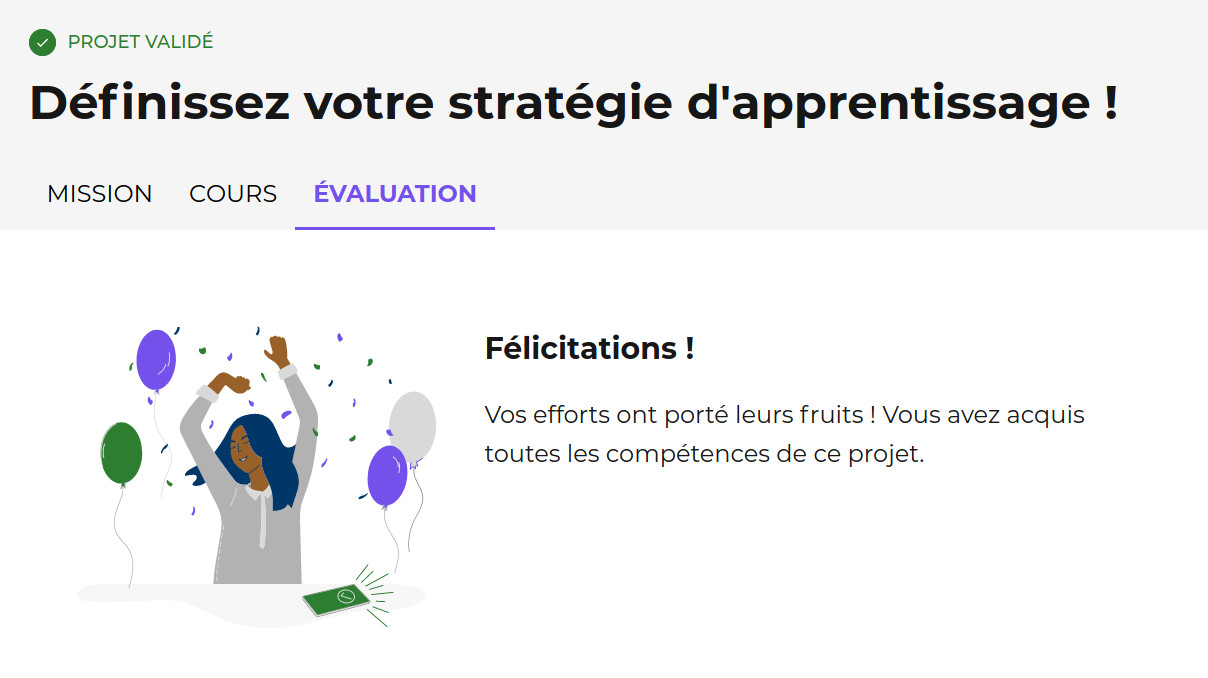 PROJET VALIDÉ
Définissez votre stratégie d'apprentissage !
MISSION COURS ÉVALUATION
Félicitations !
Vos efforts ont porté leurs fruits ! Vous avez acquis
toutes les compétences de ce projet.